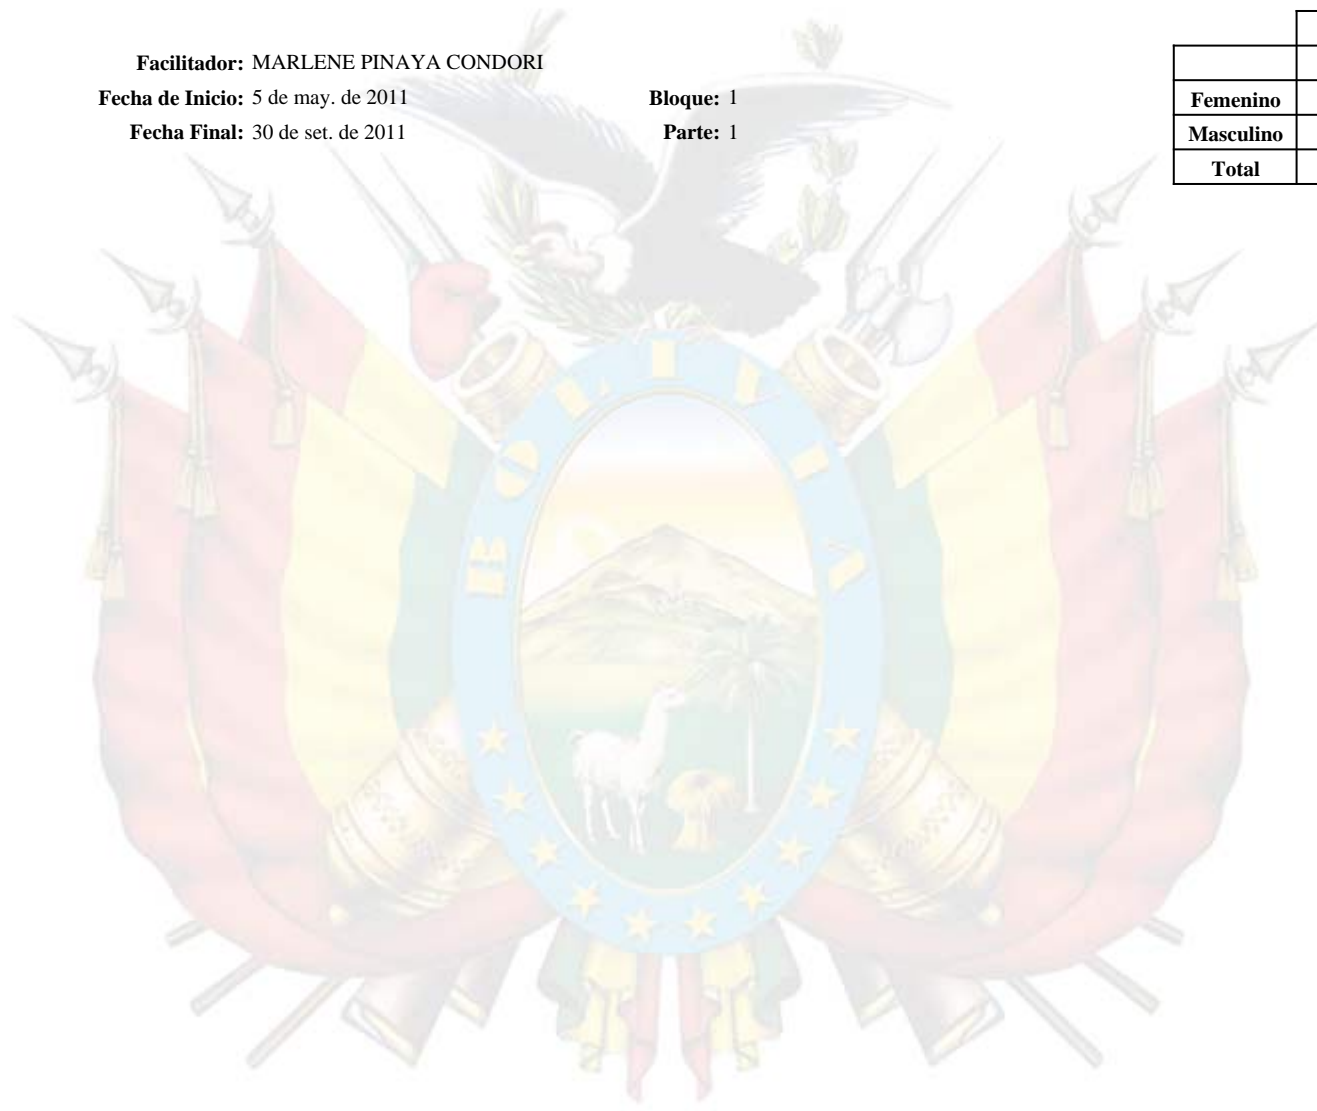 Facilitador: MARLENE PINAYA CONDORI
Fecha de Inicio: 5 de may. de 2011 Bloque: 1
Fecha Final: 30 de set. de 2011 Parte: 1
Femenino
Masculino
Total
BOLIVIA